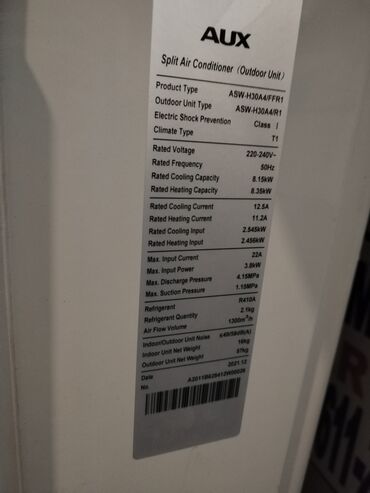 AUX
Split Air Conditioner (Outdoor Unit)
Product Type ASW-H30A4/FFR1
Outdoor Unit Type ASW-H30A4/R1
Electric Shock Prevention Class I
Climate Type T1
Rated Voltage 220-240V~
Rated Frequency 50Hz
Rated Cooling Capacity 8.15kW
Rated Heating Capacity 8.35kW
Rated Cooling Current 12.5A
Rated Heating Current 11.2A
Rated Cooling Input 2.545kW
Rated Heating Input 2.456kW
Max. Input Current 22A
Max. Input Power 3.8kW
Max. Discharge Pressure 4.15MPa
Max. Suction Pressure 1.15MPa
Refrigerant R410A
Refrigerant Quantity 2.1kg
Air Flow Volume 1300m³/h
Indoor/Outdoor Unit Noise ≤49/58dB(A)
Indoor Unit Net Weight 16kg
Outdoor Unit Net Weight 57kg
Date 2021.12
No.